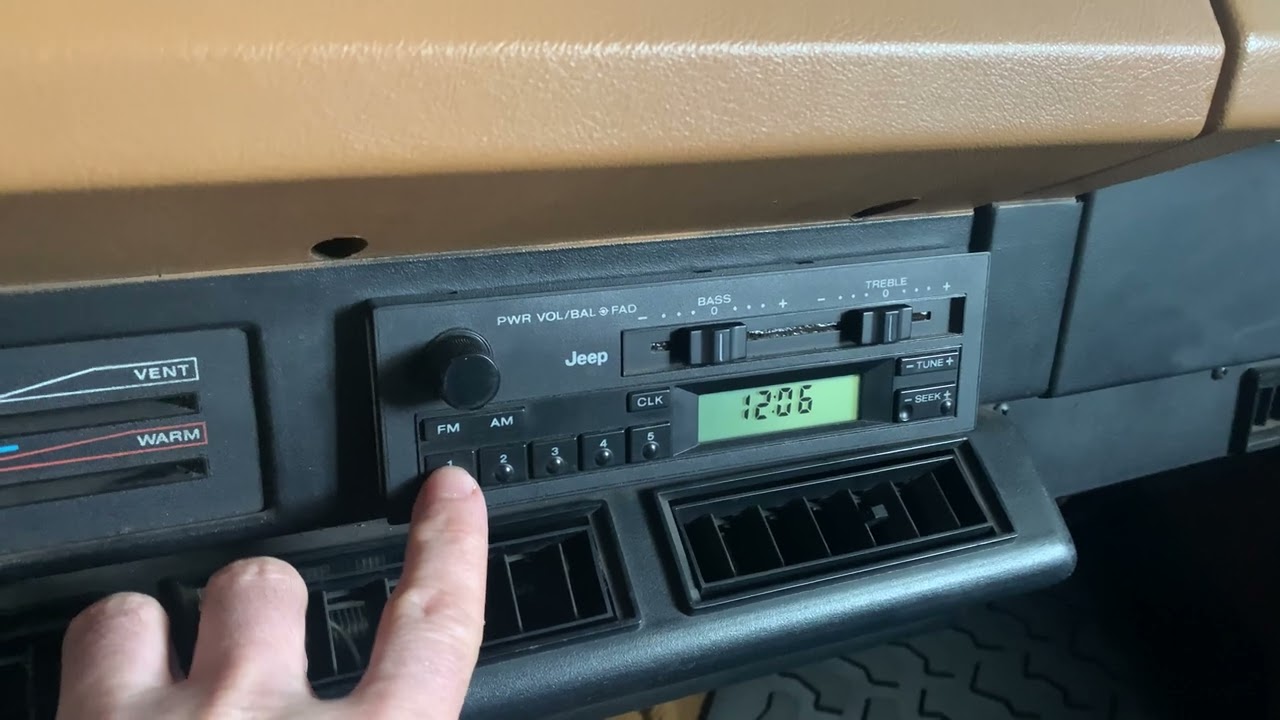 VENT
WARM
PWR VOL/BAL FAD
Jeep
BASS
- 0 +
TREBLE
- 0 +
CLK
12:06
- TUNE +
- SEEK +
FM AM
1 2 3 4 5